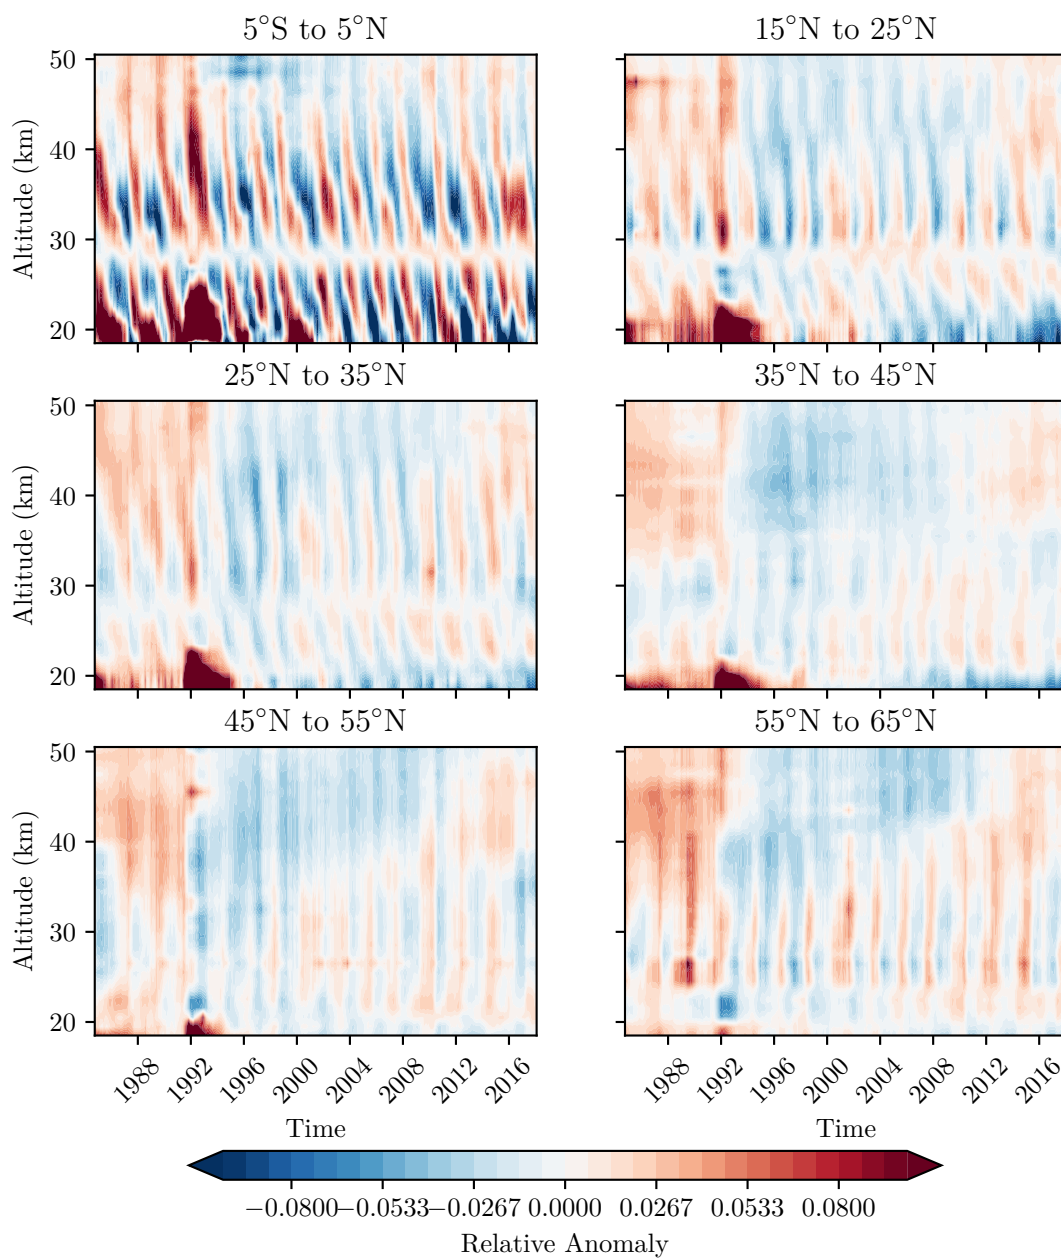 5°S to 5°N
15°N to 25°N
50
40
30
20
Altitude (km)
25°N to 35°N
35°N to 45°N
50
40
30
20
Altitude (km)
45°N to 55°N
55°N to 65°N
50
40
30
20
Altitude (km)
1988 1992 1996 2000 2004 2008 2012 2016
1988 1992 1996 2000 2004 2008 2012 2016
Time
Time
−0.0800 −0.0533 −0.0267 0.0000 0.0267 0.0533 0.0800
Relative Anomaly